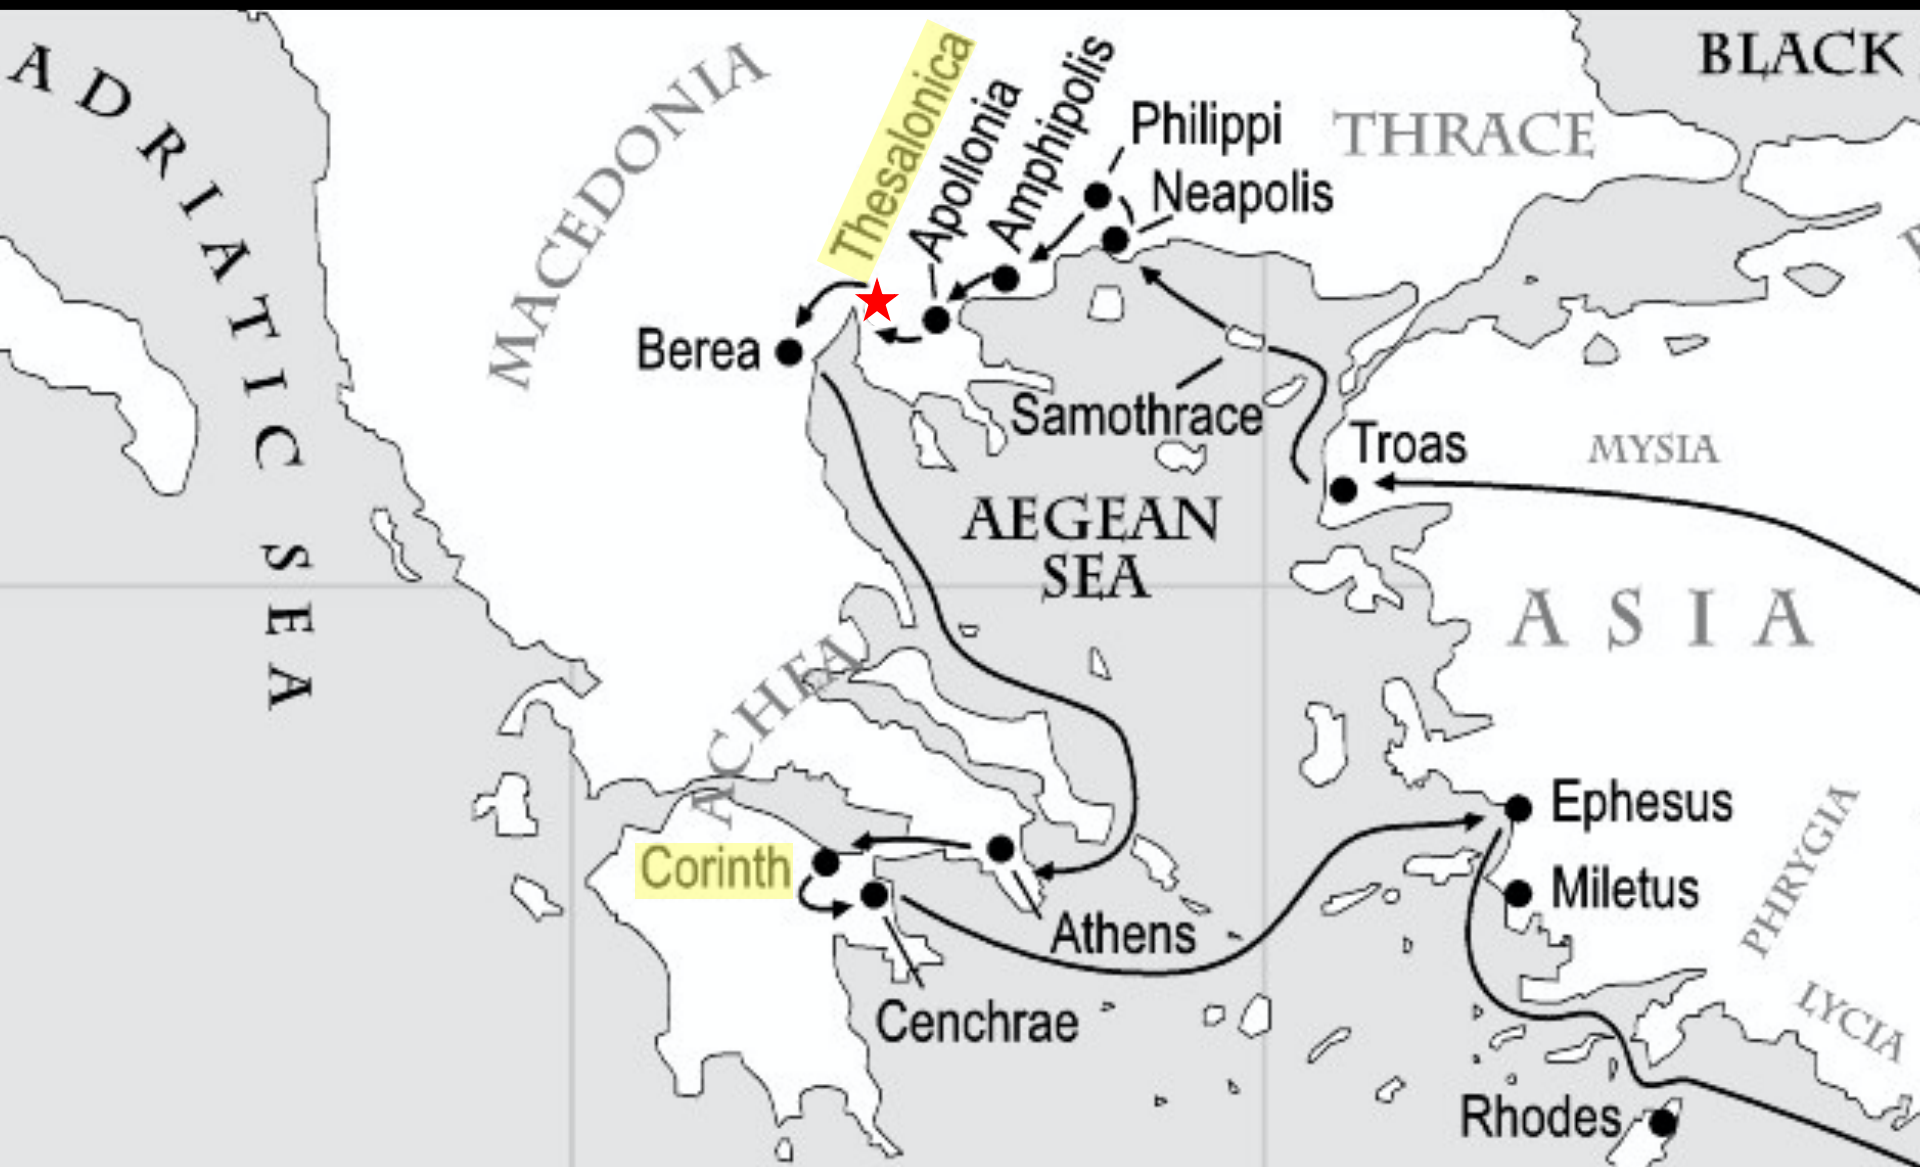 ADRIATIC SEA
MACEDONIA
Thesalonica
Apollonia
Amphipolis
Philippi
Neapolis
THRACE
BLACK
Berea
Samothrace
Troas
MYSIA
AEGEAN
SEA
ASIA
ACHEA
Corinth
Athens
Cenchrae
Ephesus
Miletus
PHRYGIA
LYCIA
Rhodes